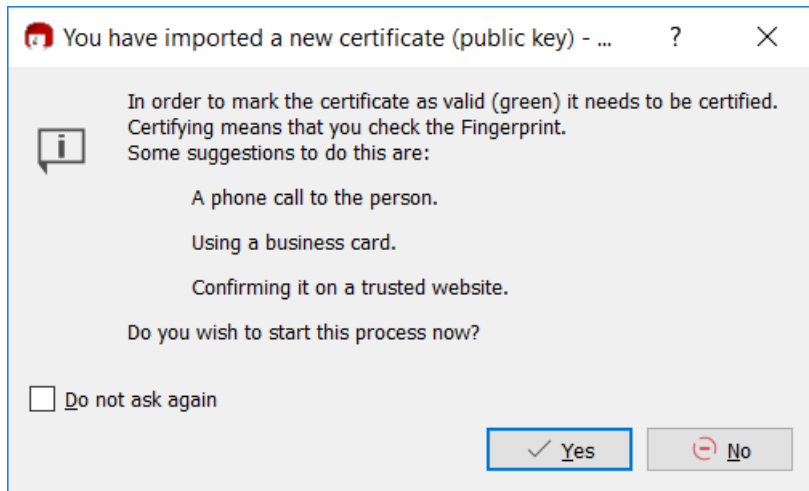 You have imported a new certificate (public key) - ...
?
In order to mark the certificate as valid (green) it needs to be certified.
Certifying means that you check the Fingerprint.
Some suggestions to do this are:
A phone call to the person.
Using a business card.
Confirming it on a trusted website.
Do you wish to start this process now?
Do not ask again
Yes
No